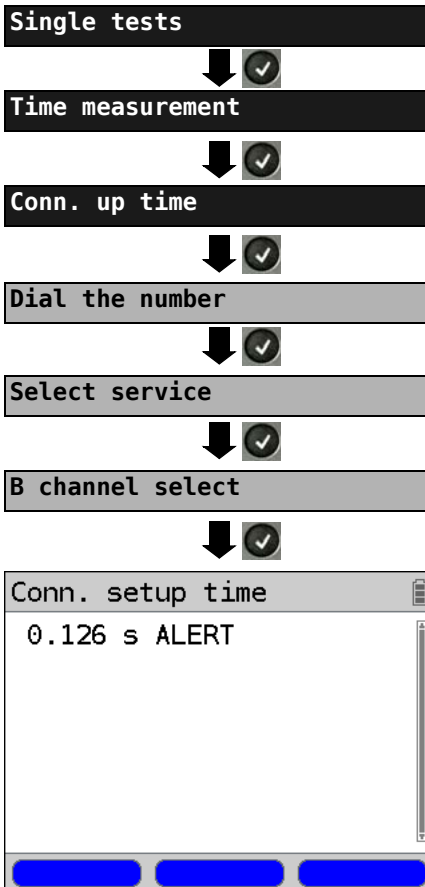 Single tests
Time measurement
Conn. up time
Dial the number
Select service
B channel select
Conn. setup time
0.126 s ALERT